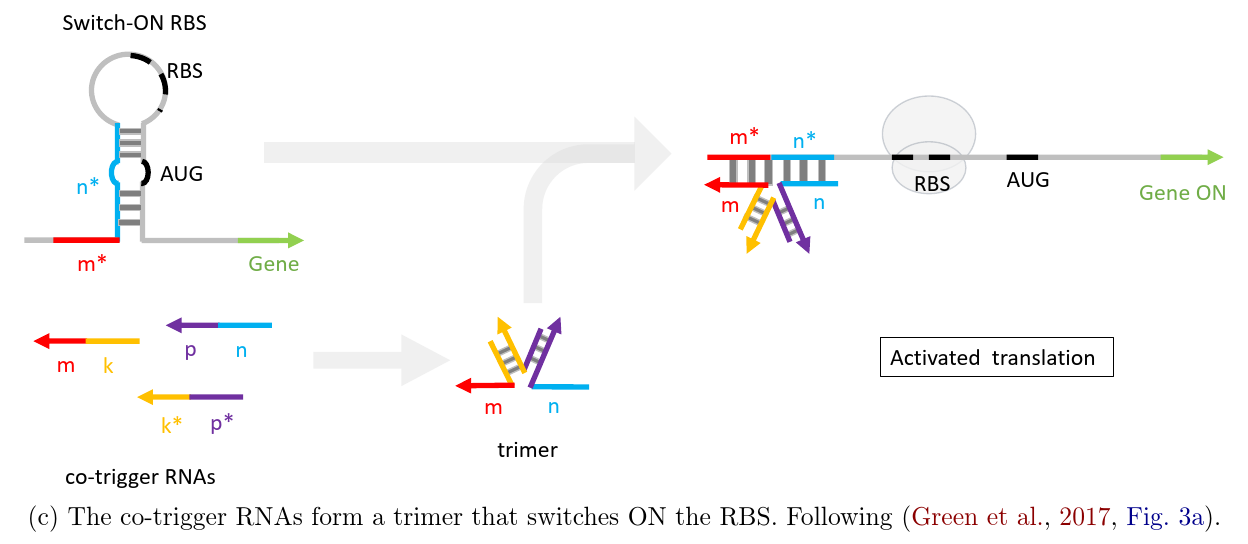 Switch-ON RBS
RBS
AUG
n*
m*
Gene
m*
n*
m
n
RBS
AUG
Gene ON
m
k
p
n
k*
p*
co-trigger RNAs
m
n
trimer
Activated translation
(c) The co-trigger RNAs form a trimer that switches ON the RBS. Following (Green et al., 2017, Fig. 3a).